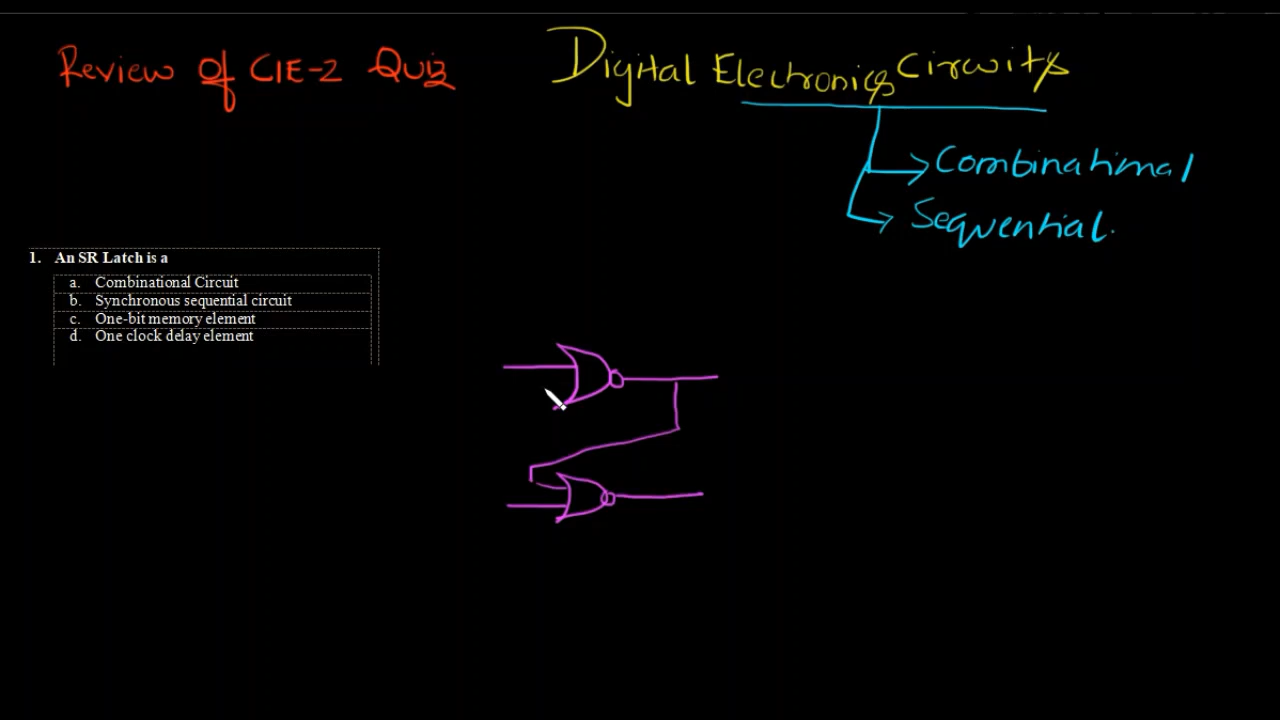 Review Of CIE-2 Quiz
Digital Electronics Circuits
Combinational
Sequential.
1. An SR Latch is a
a. Combinational Circuit
b. Synchronous sequential circuit
c. One-bit memory element
d. One clock delay element